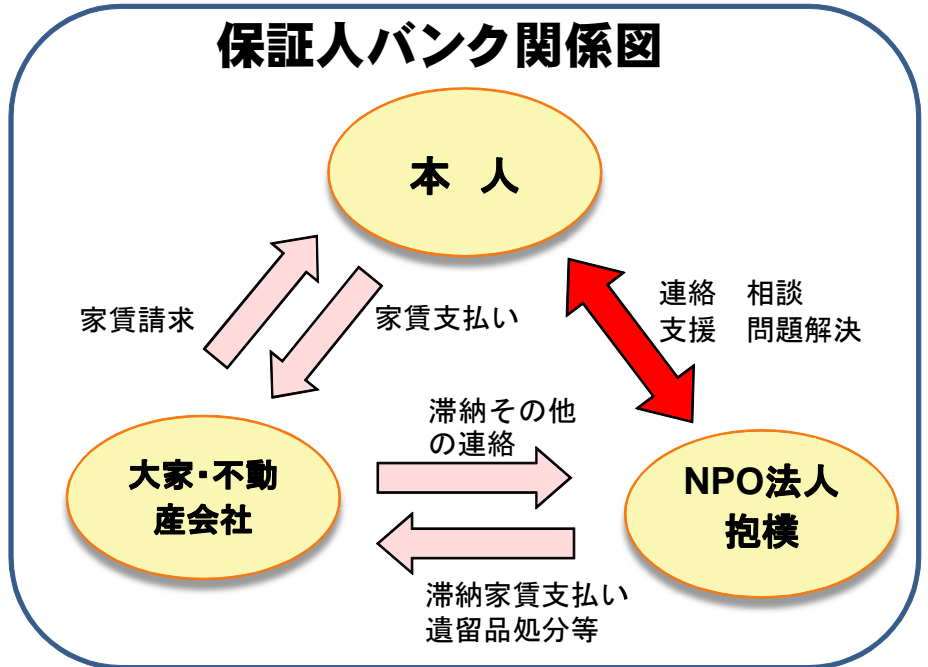 保証人バンク関係図
本　人
家賃請求
家賃支払い
連絡　相談
支援　問題解決
滞納その他
の連絡
大家・不動
産会社
NPO法人
抱樸
滞納家賃支払い
遺留品処分等